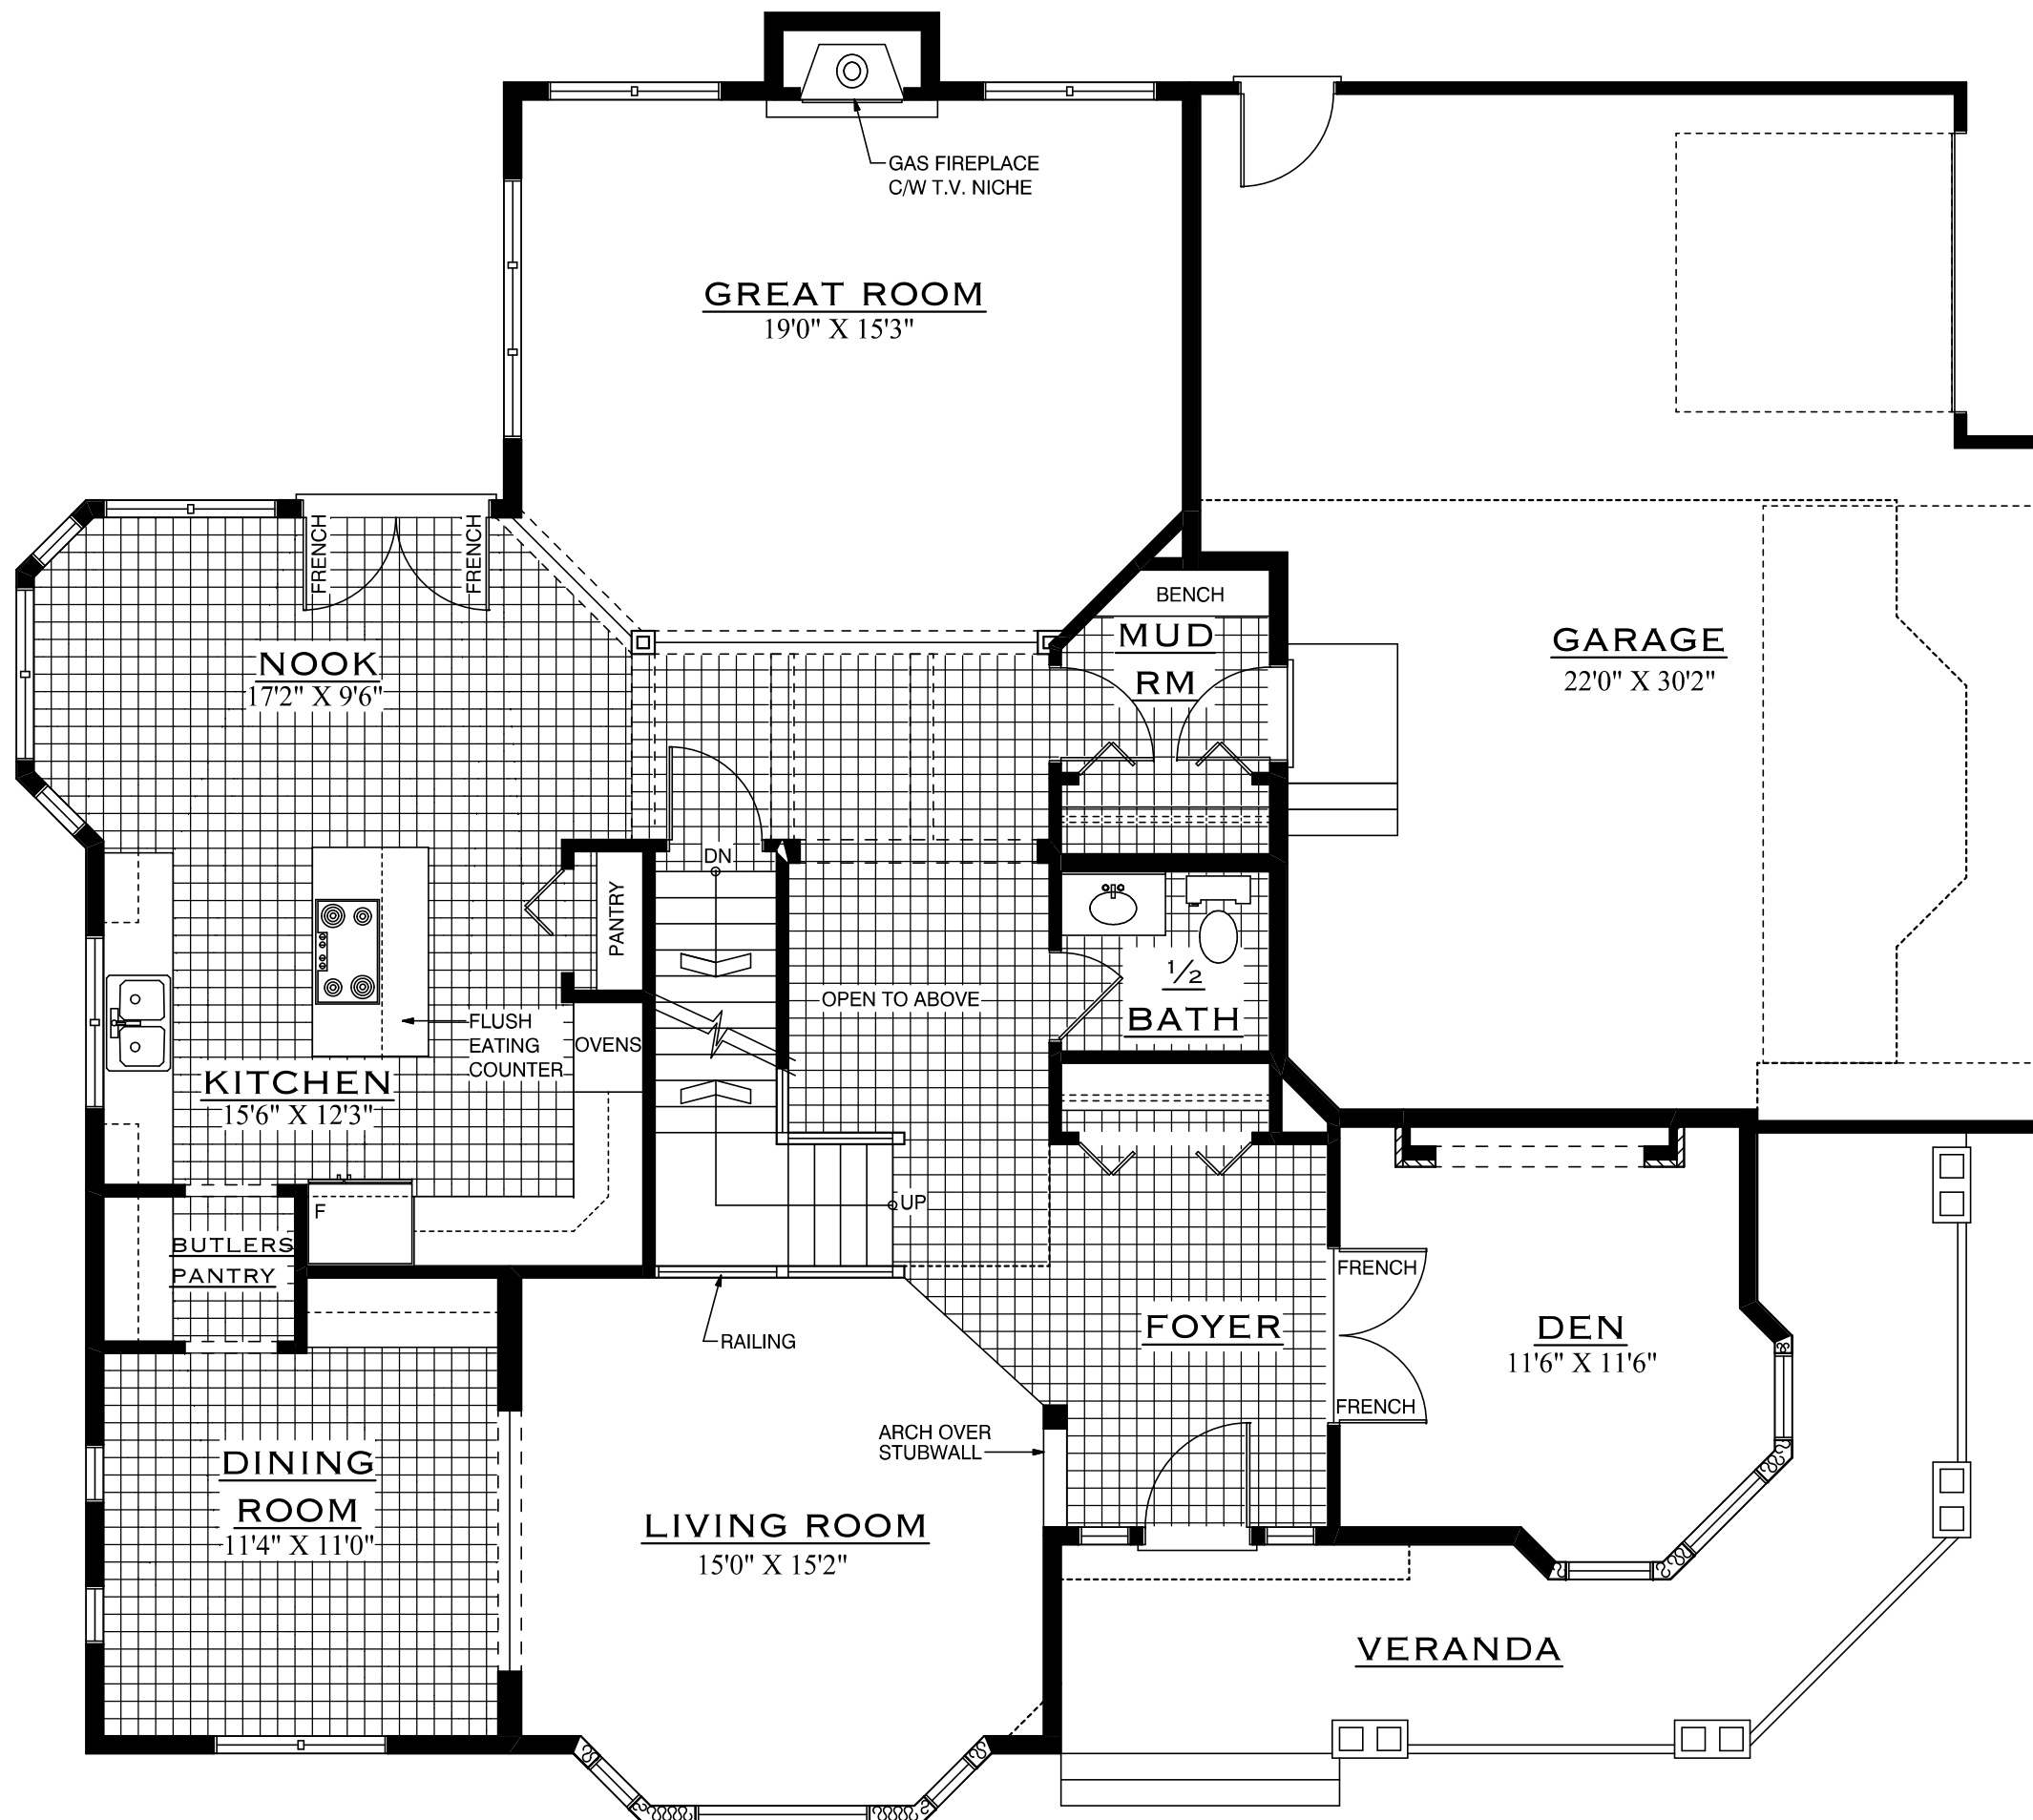 GAS FIREPLACE
C/W T.V. NICHE
GREAT ROOM
19'0" X 15'3"
FRENCH
FRENCH
BENCH
MUD
RM
NOOK
17'2" X 9'6"
GARAGE
22'0" X 30'2"
DN
PANTRY
OPEN TO ABOVE
1/2
BATH
FLUSH
EATING
COUNTER
OVENS
KITCHEN
15'6" X 12'3"
UP
F
BUTLERS
PANTRY
RAILING
FRENCH
FOYER
DEN
11'6" X 11'6"
FRENCH
ARCH OVER
STUBWALL
DINING
ROOM
11'4" X 11'0"
LIVING ROOM
15'0" X 15'2"
VERANDA